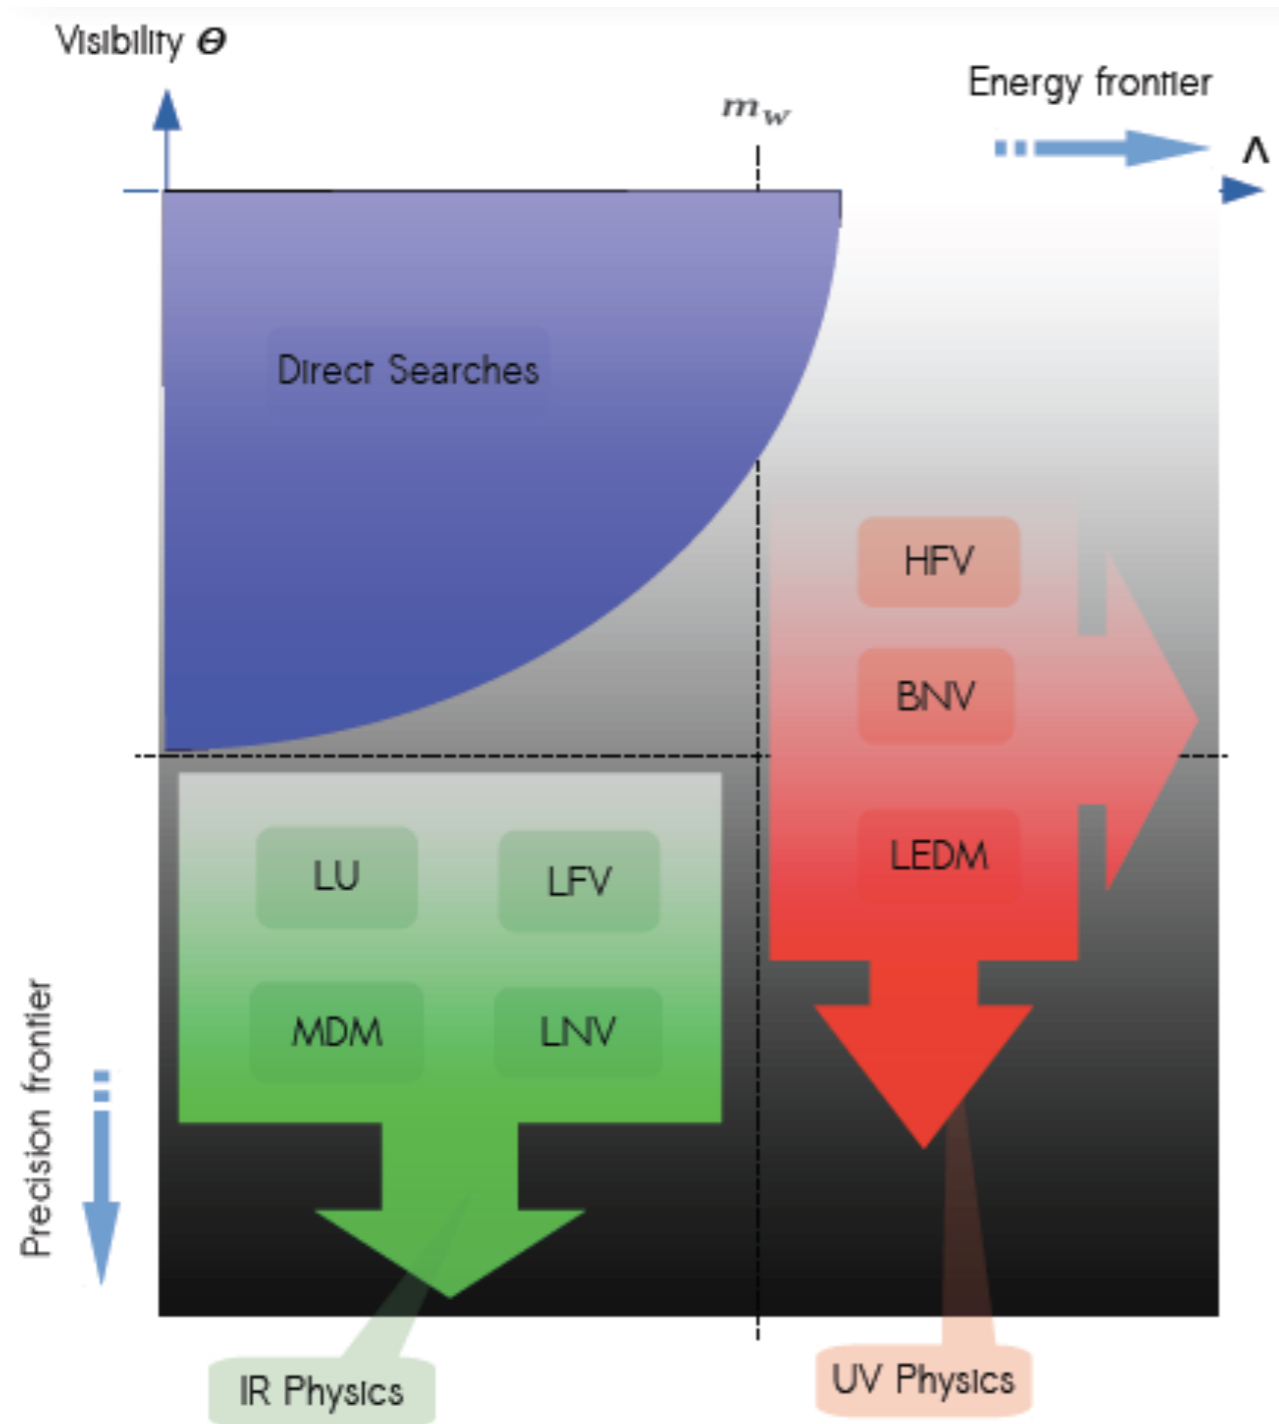 Visibility Θ
Energy frontier
m_w
Λ
Direct Searches
HFV
BNV
LEDM
LU
LFV
MDM
LNV
Precision frontier
IR Physics
UV Physics